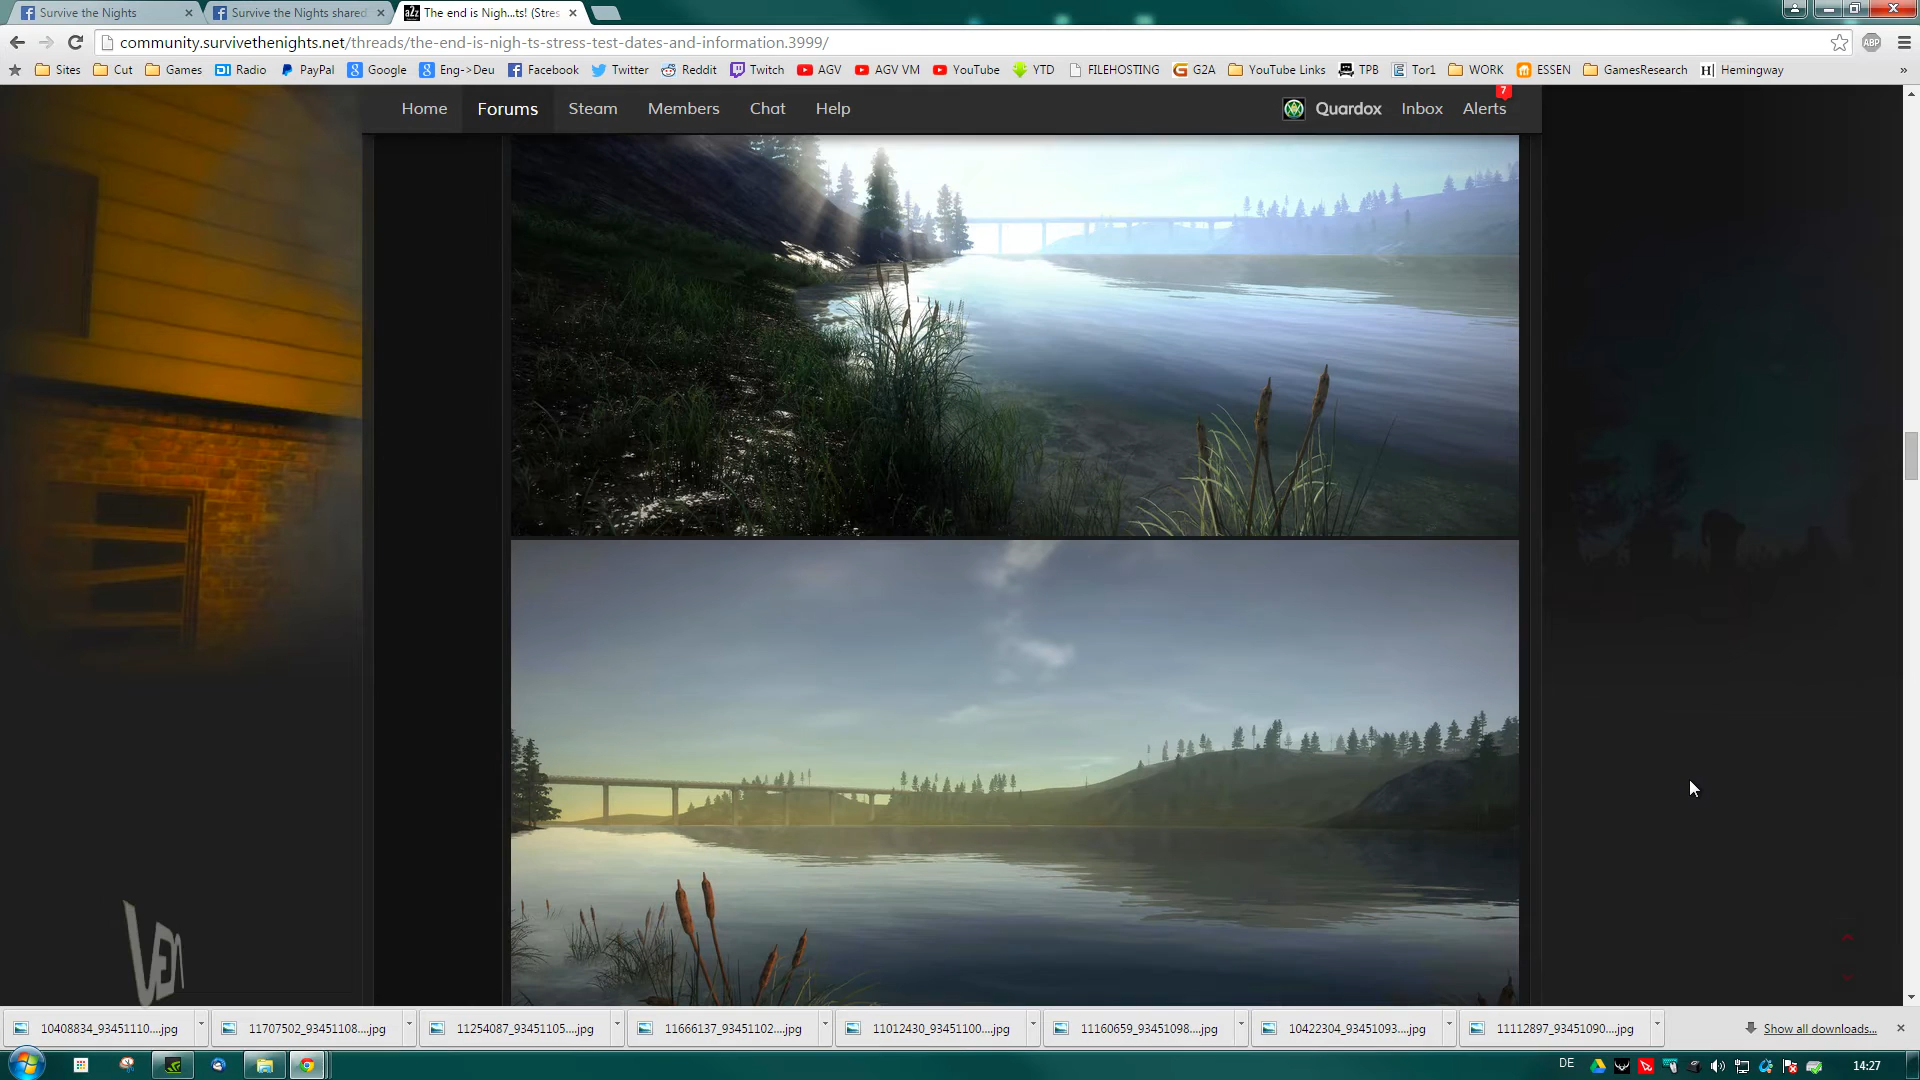 Survive the Nights
Survive the Nights shared
The end is Nigh...ts! (Stres
community.survivethenights.net/threads/the-end-is-nigh-ts-stress-test-dates-and-information.3999/
ABP
Sites Cut Games Radio PayPal Google Eng->Deu Facebook Twitter Reddit Twitch AGV AGV VM YouTube YTD FILEHOSTING G2A YouTube Links TPB Tor1 WORK ESSEN GamesResearch Hemingway »
Home Forums Steam Members Chat Help Quardox Inbox Alerts 7
10408834_93451110....jpg 11707502_93451108....jpg 11254087_93451105....jpg 11666137_93451102....jpg 11012430_93451100....jpg 11160659_93451098....jpg 10422304_93451093....jpg 11112897_93451090....jpg Show all downloads...
DE 14:27